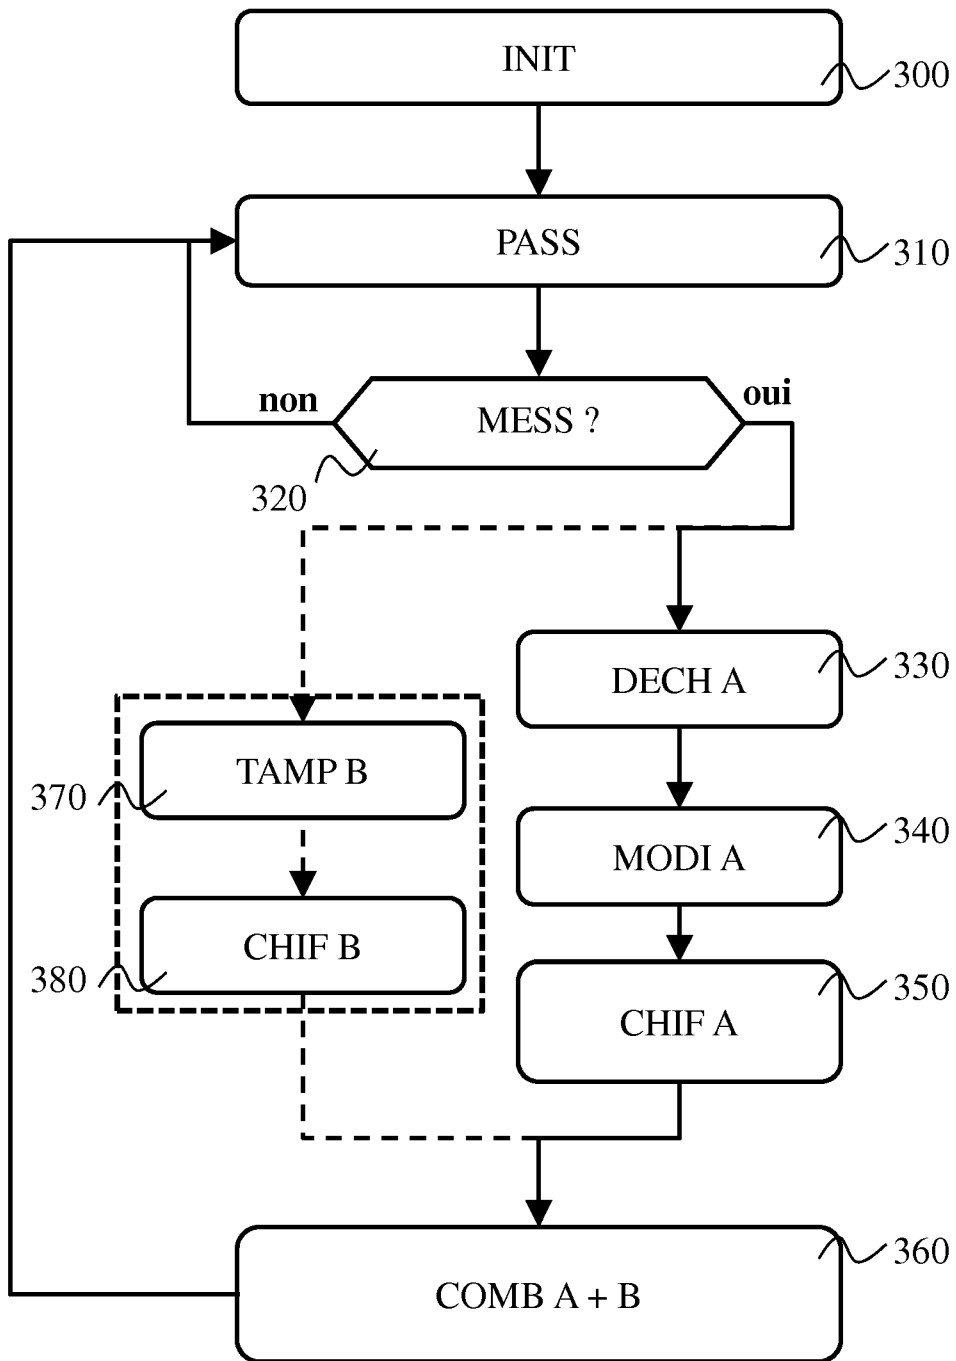 INIT
300
PASS
310
non
oui
MESS ?
320
DECH A
330
TAMP B
370
MODI A
340
CHIF B
380
CHIF A
350
COMB A + B
360